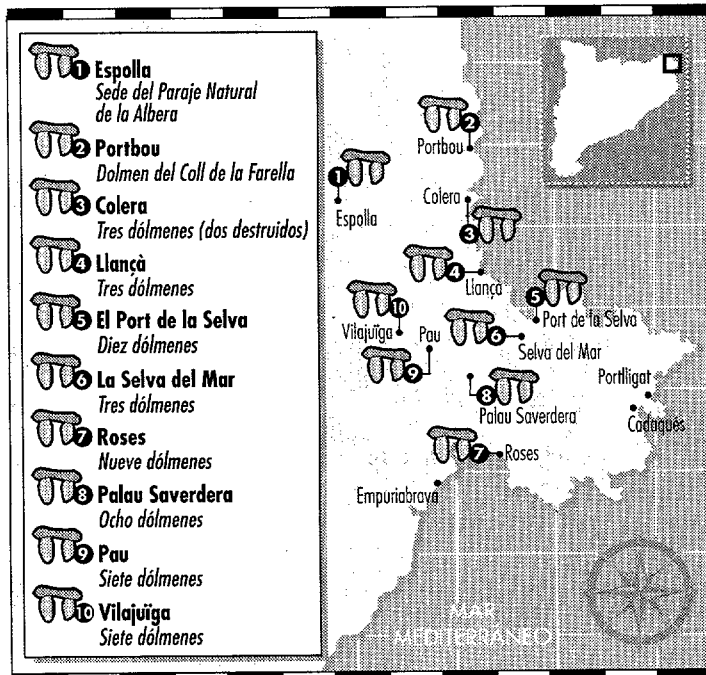 1 Espolla
Sede del Paraje Natural
de la Albera
2 Portbou
Dolmen del Coll de la Farella
3 Colera
Tres dólmenes (dos destruidos)
4 Llançà
Tres dólmenes
5 El Port de la Selva
Diez dólmenes
6 La Selva del Mar
Tres dólmenes
7 Roses
Nueve dólmenes
8 Palau Saverdera
Ocho dólmenes
9 Pau
Siete dólmenes
10 Vilajuïga
Siete dólmenes
2
Portbou
1
Espolla
Colera
3
4
Llançà
5
Port de la Selva
10
Vilajuïga
Pau
6
Selva del Mar
9
8
Palau Saverdera
Portlligat
Cadaqués
7 Roses
Empuriabrava
MAR
MEDITERRÁNEO